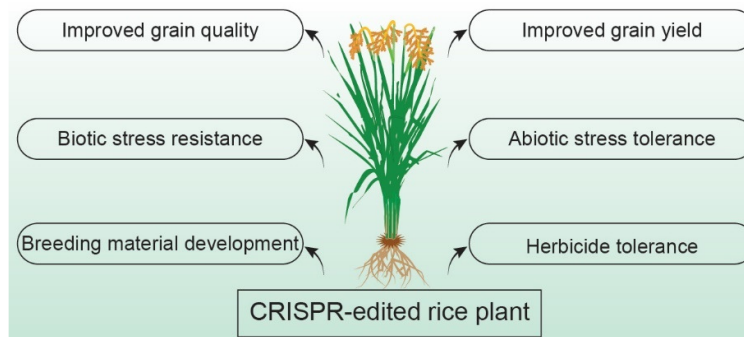 Improved grain quality
Improved grain yield
Biotic stress resistance
Abiotic stress tolerance
Breeding material development
Herbicide tolerance
CRISPR-edited rice plant